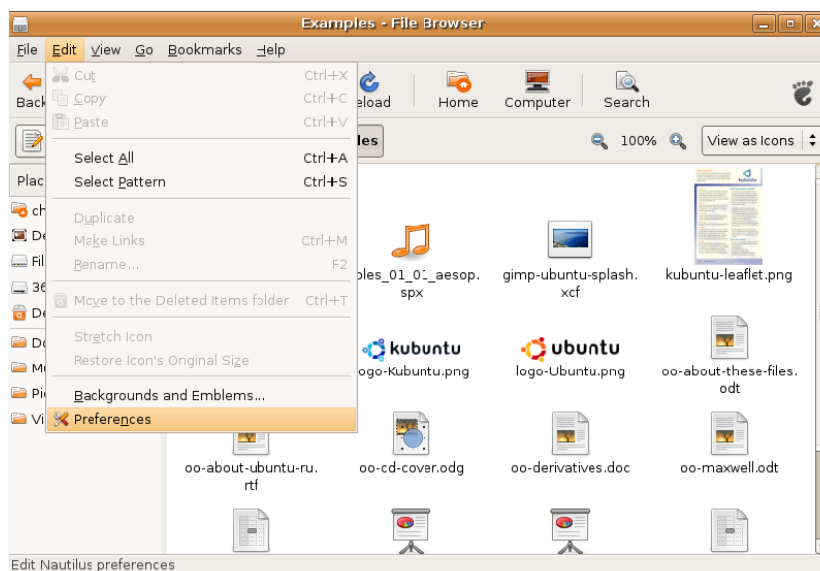 Examples - File Browser
File Edit View Go Bookmarks Help
Back eload Home Computer Search
les 100% View as Icons
Cut Ctrl+X
Copy Ctrl+C
Paste Ctrl+V
Select All Ctrl+A
Select Pattern Ctrl+S
Duplicate
Make Links Ctrl+M
Rename... F2
Move to the Deleted Items folder Ctrl+T
Stretch Icon
Restore Icon's Original Size
Backgrounds and Emblems...
Preferences
Plac
ch
De
Fil
36
De
Do
Mu
Pic
Vi
kubuntu
ples_01_01_aesop.
spx
gimp-ubuntu-splash.
xcf
kubuntu-leaflet.png
kubuntu
ogo-Kubuntu.png
ubuntu
logo-Ubuntu.png
oo-about-these-files.
odt
oo-about-ubuntu-ru.
rtf
oo-cd-cover.odg
oo-derivatives.doc
oo-maxwell.odt
Edit Nautilus preferences